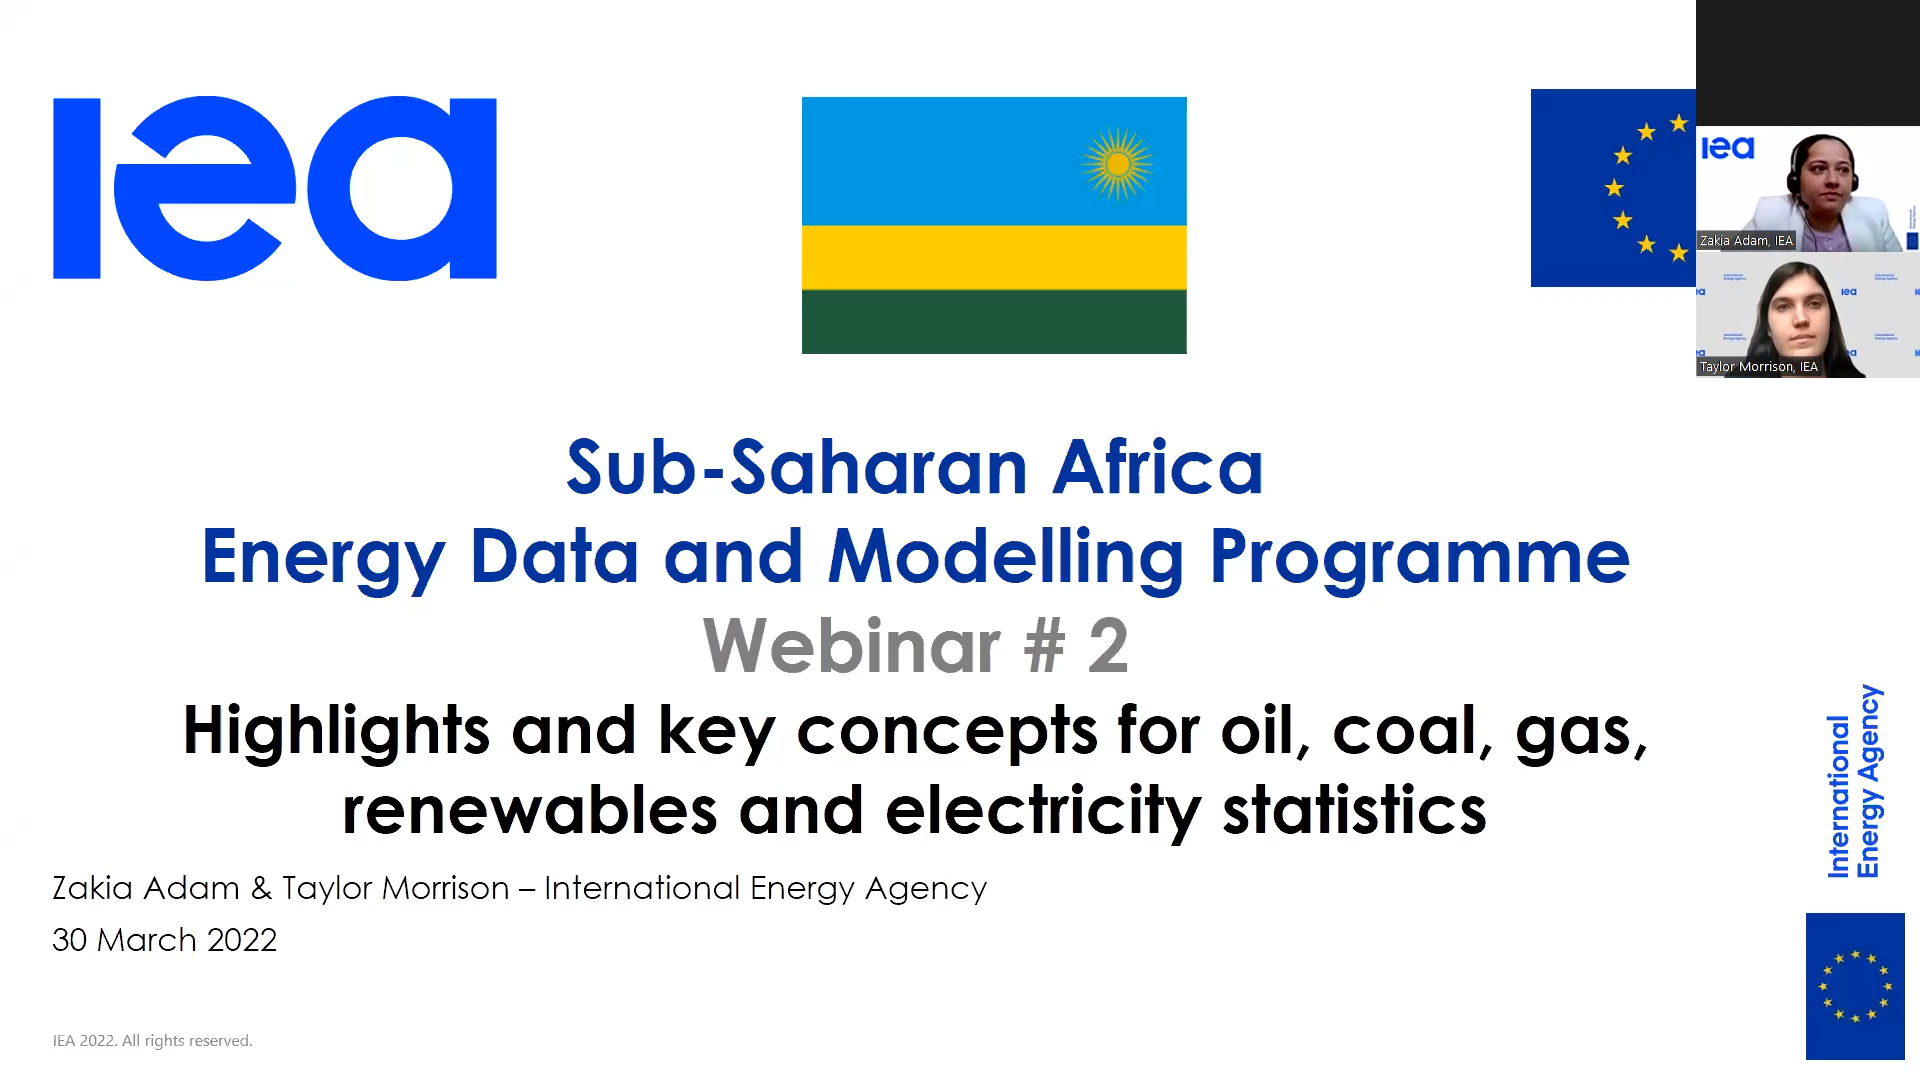 iea
iea
Zakia Adam, IEA
iea
Taylor Morrison, IEA
Sub-Saharan Africa
Energy Data and Modelling Programme
Webinar # 2
Highlights and key concepts for oil, coal, gas,
renewables and electricity statistics
Zakia Adam & Taylor Morrison – International Energy Agency
30 March 2022
International
Energy Agency
IEA 2022. All rights reserved.